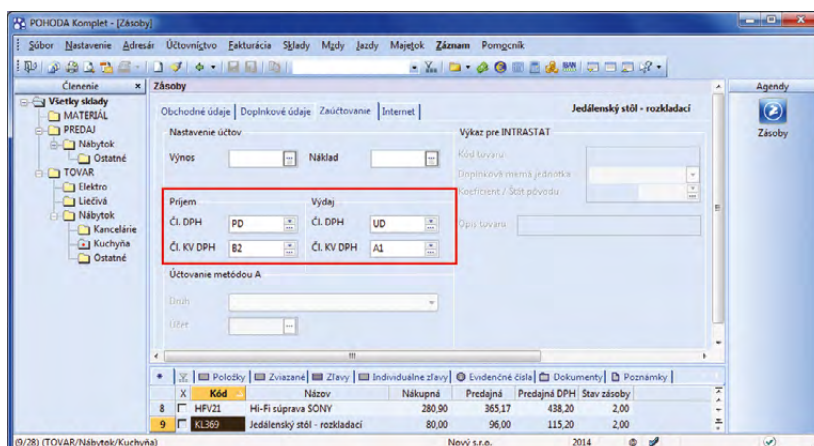 POHODA Komplet - [Zásoby]
Súbor Nastavenie Adresár Účtovníctvo Fakturácia Sklady Mzdy Jazdy Majetok Záznam Pomocník
Členenie x
Všetky sklady
MATERIÁL
PREDAJ
Nábytok
Ostatné
TOVAR
Elektro
Liečivá
Nábytok
Kancelárie
Kuchyňa
Ostatné
Zásoby
Obchodné údaje Doplnkové údaje Zaúčtovanie Internet Jedálenský stôl - rozkladací
Nastavenie účtov
Výnos Náklad
Príjem Výdaj
Čl. DPH PD Čl. DPH UD
Čl. KV DPH B2 Čl. KV DPH A1
Účtovanie metódou A
Druh
Účet
Výkaz pre INTRASTAT
Kód tovaru
Doplnková merná jednotka
Koeficient / Štát pôvodu
Opis tovaru
Agendy
Zásoby
* Položky Zviazané Zľavy Individuálne zľavy Evidenčné čísla Dokumenty Poznámky
X Kód Názov Nákupná Predajná Predajná DPH Stav zásoby
8 HFV21 Hi-Fi súprava SONY 280,90 365,17 438,20 2,00
9 KL369 Jedálenský stôl - rozkladací 80,00 96,00 115,20 2,00
(9/28) (TOVAR/Nábytok/Kuchyňa) Nový s.r.o. 2014 @